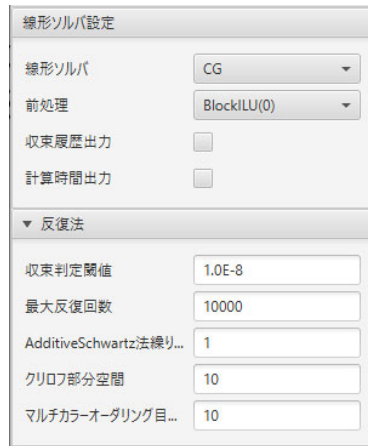 線形ソルバ設定
線形ソルバ CG
前処理 BlockILU(0)
収束履歴出力
計算時間出力
反復法
収束判定閾値 1.0E-8
最大反復回数 10000
AdditiveSchwartz法繰り... 1
クリロフ部分空間 10
マルチカラーオーダリング目... 10